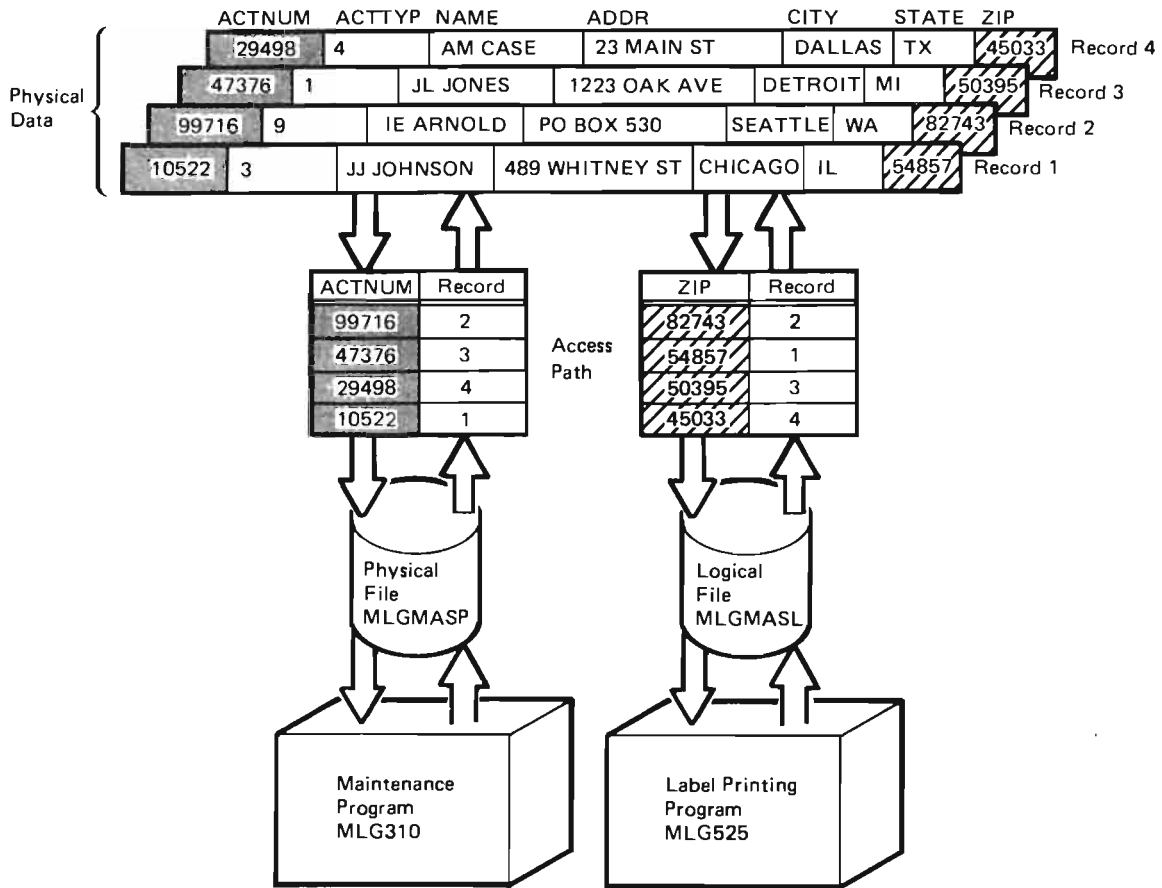 ACTNUM ACTTYP NAME ADDR CITY STATE ZIP
29498 4 AM CASE 23 MAIN ST DALLAS TX 45033 Record 4
47376 1 JL JONES 1223 OAK AVE DETROIT MI 50395 Record 3
Physical
Data
99716 9 IE ARNOLD PO BOX 530 SEATTLE WA 82743 Record 2
10522 3 JJ JOHNSON 489 WHITNEY ST CHICAGO IL 54857 Record 1
ACTNUM Record
99716 2
47376 3
29498 4
10522 1
Access
Path
ZIP Record
82743 2
54857 1
50395 3
45033 4
Physical
File
MLGMASP
Logical
File
MLGMASL
Maintenance
Program
MLG310
Label Printing
Program
MLG525